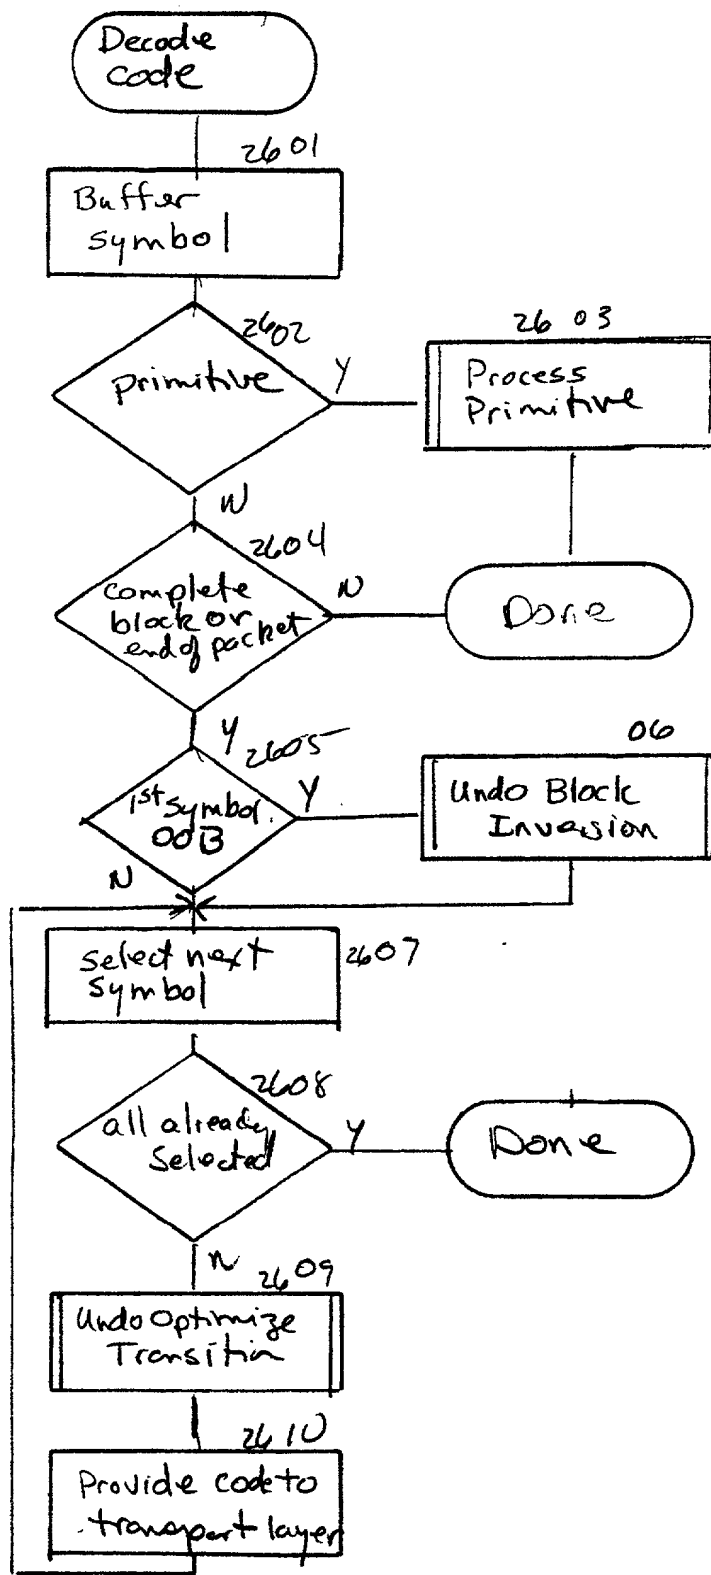 Decode
code
2601
Buffer
symbol
2602
primitive
Y
2603
Process
Primitive
N
2604
complete
block or
end of packet
N
Done
Y
2605
1st symbol
OOB
Y
06
Undo Block
Inversion
N
select next
symbol
2607
2608
all already
selected
Y
Done
N
2609
Undo Optimize
Transition
2610
Provide code to
transport layer